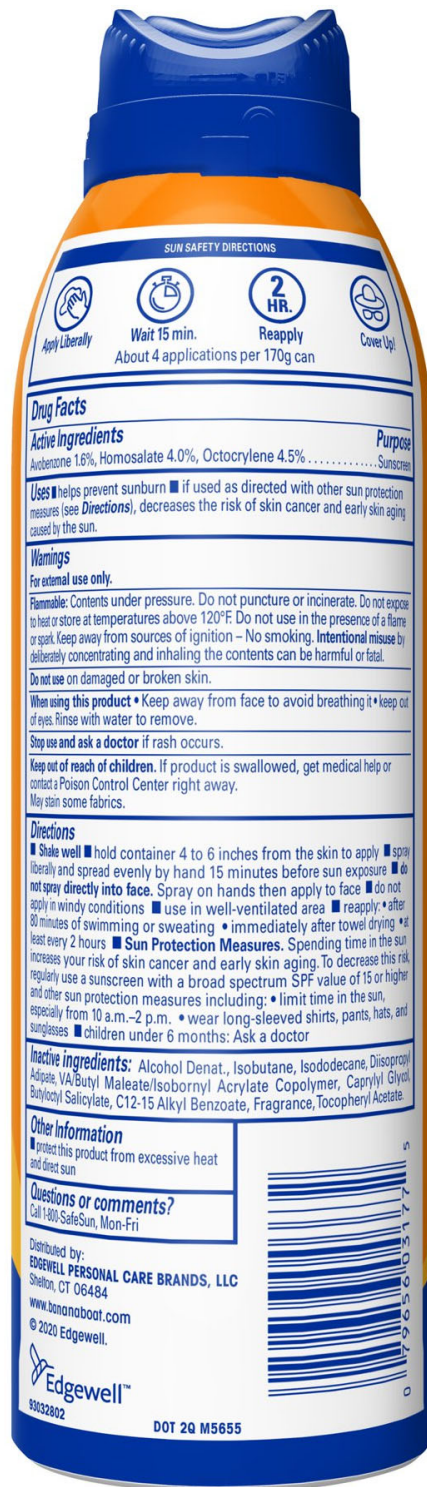 SUN SAFETY DIRECTIONS
Apply Liberally
Wait 15 min.
2 HR.
Reapply
Cover Up!
About 4 applications per 170g can
Drug Facts
Active Ingredients Purpose
Avobenzone 1.6%, Homosalate 4.0%, Octocrylene 4.5%..............Sunscreen
Uses ■ helps prevent sunburn ■ if used as directed with other sun protection
measures (see Directions), decreases the risk of skin cancer and early skin aging
caused by the sun.
Warnings
For external use only.
Flammable: Contents under pressure. Do not puncture or incinerate. Do not expose
to heat or store at temperatures above 120°F. Do not use in the presence of a flame
or spark. Keep away from sources of ignition – No smoking. Intentional misuse by
deliberately concentrating and inhaling the contents can be harmful or fatal.
Do not use on damaged or broken skin.
When using this product • Keep away from face to avoid breathing it • keep out
of eyes. Rinse with water to remove.
Stop use and ask a doctor if rash occurs.
Keep out of reach of children. If product is swallowed, get medical help or
contact a Poison Control Center right away.
May stain some fabrics.
Directions
■ Shake well ■ hold container 4 to 6 inches from the skin to apply ■ spray
liberally and spread evenly by hand 15 minutes before sun exposure ■ do
not spray directly into face. Spray on hands then apply to face ■ do not
apply in windy conditions ■ use in well-ventilated area ■ reapply: • after
80 minutes of swimming or sweating • immediately after towel drying • at
least every 2 hours ■ Sun Protection Measures. Spending time in the sun
increases your risk of skin cancer and early skin aging. To decrease this risk,
regularly use a sunscreen with a broad spectrum SPF value of 15 or higher
and other sun protection measures including: • limit time in the sun,
especially from 10 a.m.–2 p.m. • wear long-sleeved shirts, pants, hats, and
sunglasses ■ children under 6 months: Ask a doctor
Inactive ingredients: Alcohol Denat., Isobutane, Isododecane, Diisopropyl
Adipate, VA/Butyl Maleate/Isobornyl Acrylate Copolymer, Caprylyl Glycol,
Butyloctyl Salicylate, C12-15 Alkyl Benzoate, Fragrance, Tocopheryl Acetate.
Other Information
■ protect this product from excessive heat
and direct sun
Questions or comments?
Call 1-800-SafeSun, Mon-Fri
Distributed by:
EDGEWELL PERSONAL CARE BRANDS, LLC
Shelton, CT 06484
www.bananaboat.com
© 2020 Edgewell.
Edgewell™
93032802
DOT 2Q M5655
0 79656 03177 5